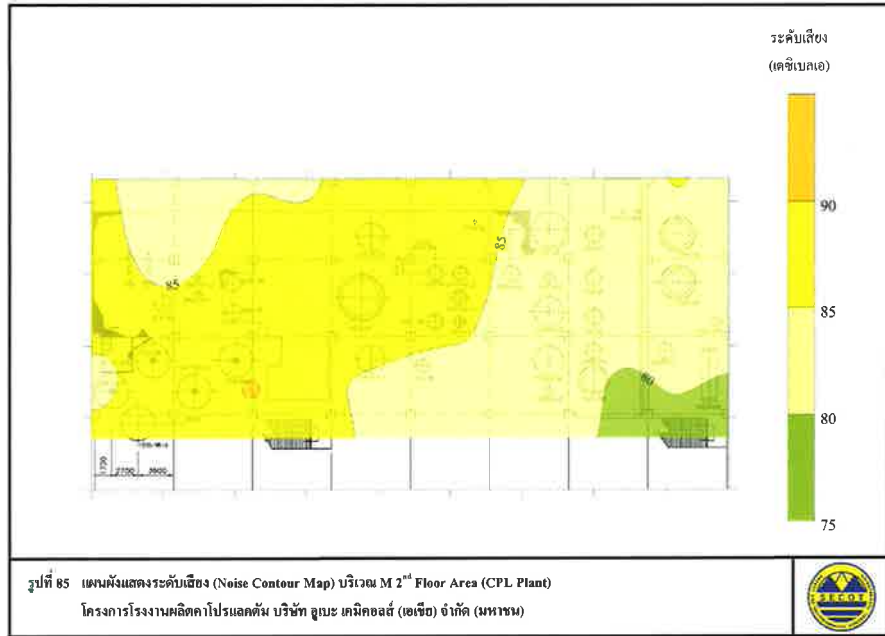 ระดับเสียง
(เดซิเบลเอ)
90
85
80
75
85
85
80
1700
2700
3900
รูปที่ 85 แผนผังแสดงระดับเสียง (Noise Contour Map) บริเวณ M 2nd Floor Area (CPL Plant)
โครงการโรงงานผลิตคาโปรแลคตัม บริษัท อูเบะ เคมิคอลส์ (เอเชีย) จำกัด (มหาชน)
SECOT